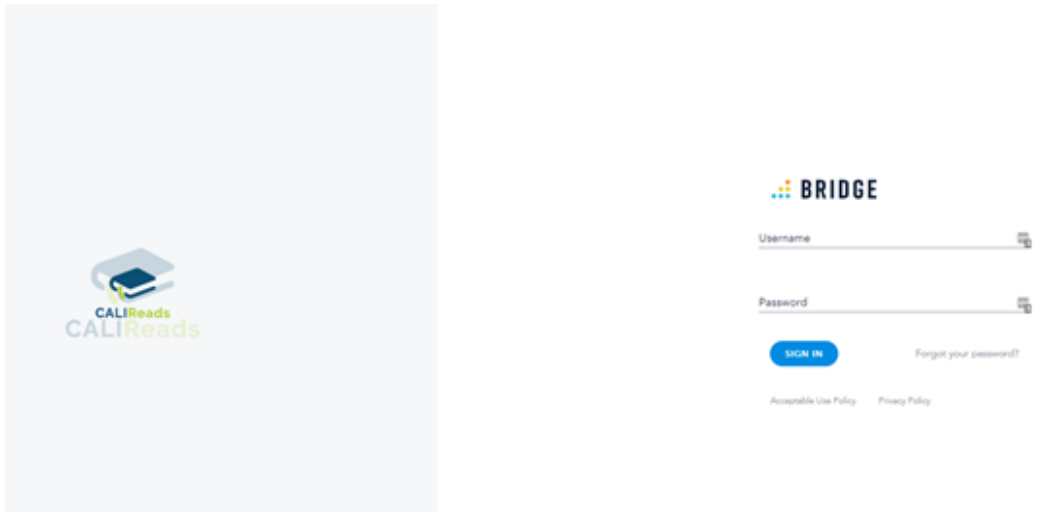 CALIReads
CALIReads
BRIDGE
Username
Password
SIGN IN
Forgot your password?
Acceptable Use Policy
Privacy Policy